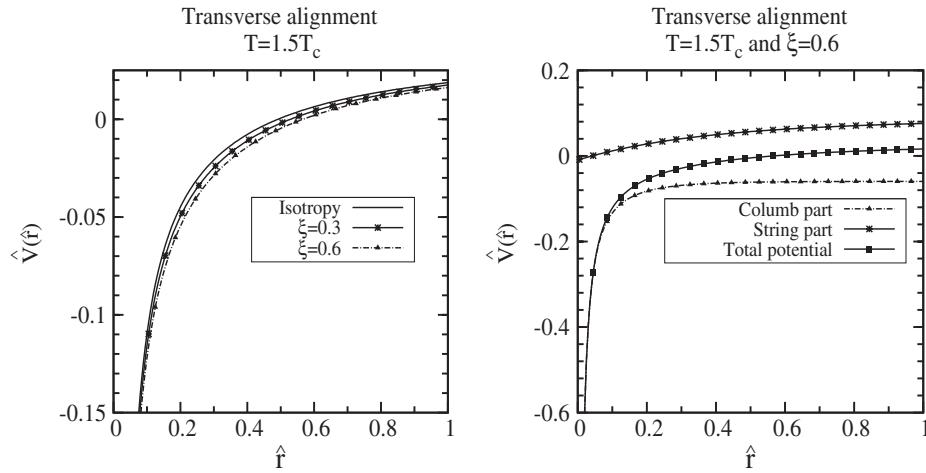 Transverse alignment
T=1.5T_c
0
-0.05
-0.1
-0.15
V̂(r̂)
Isotropy
ξ=0.3
ξ=0.6
0 0.2 0.4 0.6 0.8 1
r̂
Transverse alignment
T=1.5T_c and ξ=0.6
0.2
0
-0.2
-0.4
-0.6
V̂(r̂)
Columb part
String part
Total potential
0 0.2 0.4 0.6 0.8 1
r̂